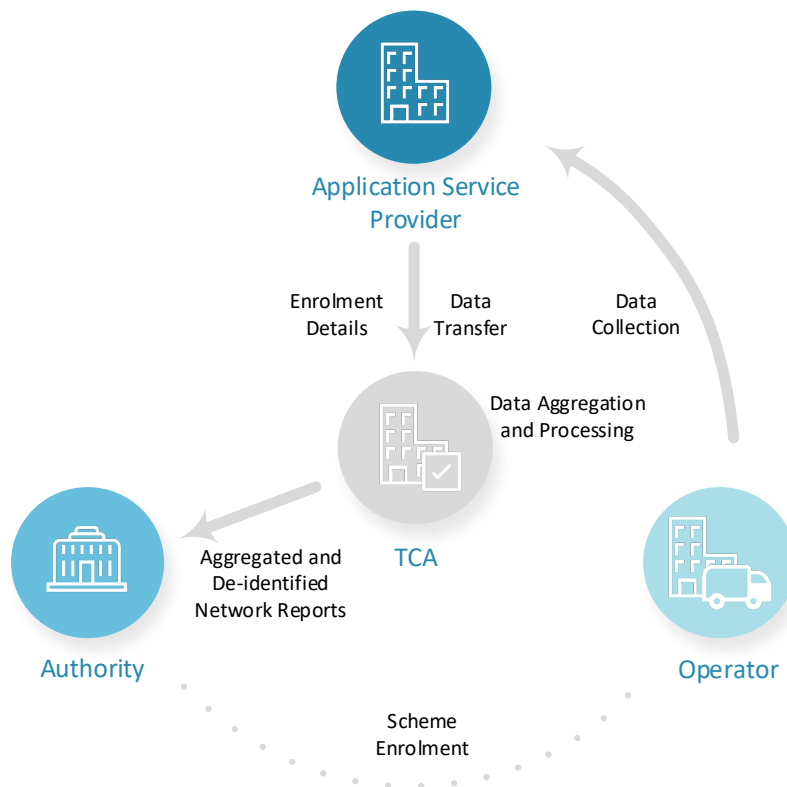 Application Service
Provider
Enrolment
Details
Data
Transfer
Data
Collection
Data Aggregation
and Processing
TCA
Aggregated and
De-identified
Network Reports
Authority
Operator
Scheme
Enrolment